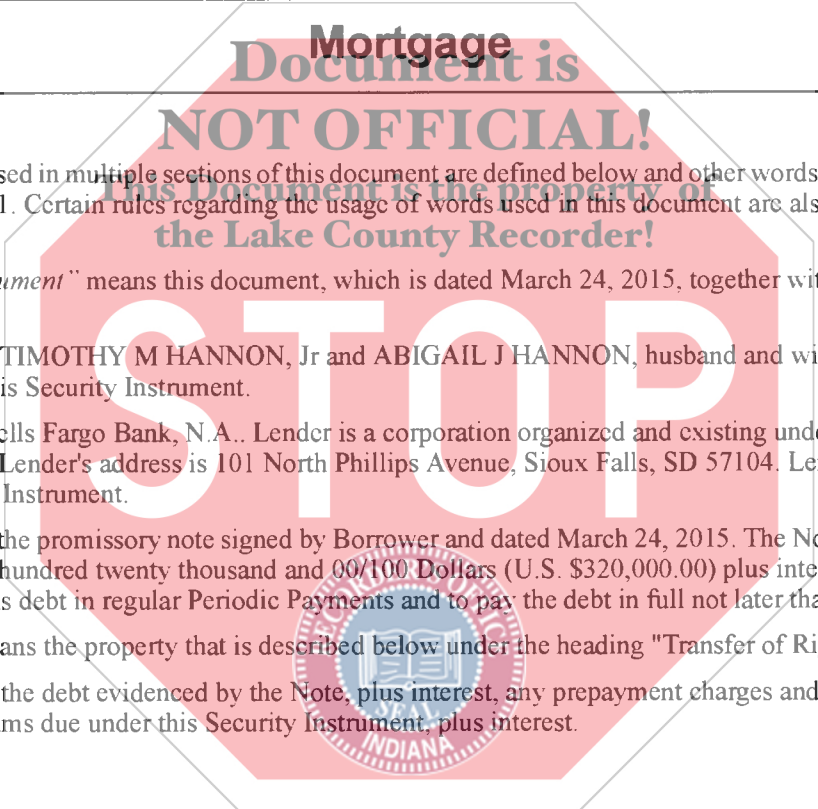 Mortgage
Document is
NOT OFFICIAL!
sed in multiple sections of this document are defined below and other words
This Document is the property of
1. Certain rules regarding the usage of words used in this document are als
the Lake County Recorder!
ument" means this document, which is dated March 24, 2015, together wit
STOP
TIMOTHY M HANNON, Jr and ABIGAIL J HANNON, husband and wi
is Security Instrument.
ells Fargo Bank, N.A.. Lender is a corporation organized and existing unde
Lender's address is 101 North Phillips Avenue, Sioux Falls, SD 57104. Le
Instrument.
the promissory note signed by Borrower and dated March 24, 2015. The No
hundred twenty thousand and 00/100 Dollars (U.S. $320,000.00) plus inte
s debt in regular Periodic Payments and to pay the debt in full not later tha
ans the property that is described below under the heading "Transfer of Ri
the debt evidenced by the Note, plus interest, any prepayment charges and
ms due under this Security Instrument, plus interest.
RECORDER'S OFFICE
SEAL
INDIANA